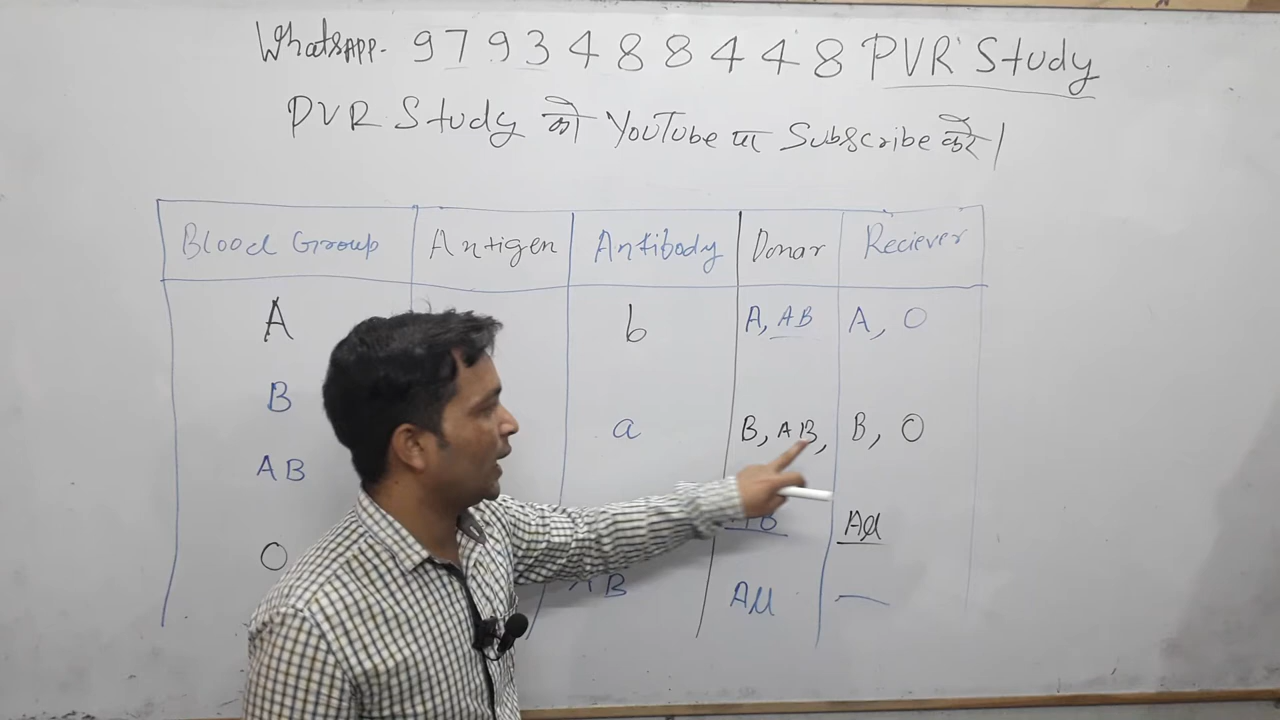 WhatsAPP. 9793488448 PVR Study
PVR Study को YouTube पर Subscribe करें।
Blood Group Antigen Antibody Donar Reciever
A b A, AB A, O
B a B, AB, B, O
AB All
O AB All —